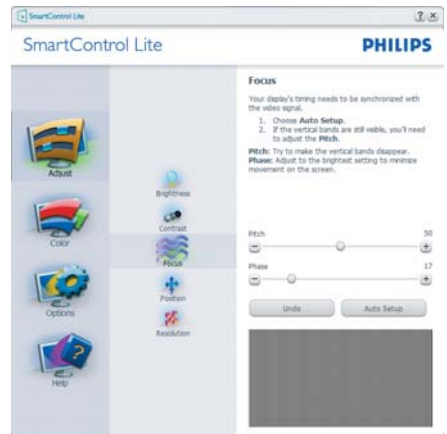 SmartControl Lite
SmartControl Lite
PHILIPS
Adjust
Color
Options
Help
Brightness
Contrast
Focus
Position
Resolution
Focus
Your display's timing needs to be synchronized with
the video signal.
1. Choose Auto Setup.
2. If the vertical bands are still visible, you'll need
to adjust the Pitch.
Pitch: Try to make the vertical bands disappear.
Phase: Adjust to the brightest setting to minimize
movement on the screen.
Pitch 50
Phase 17
Undo Auto Setup